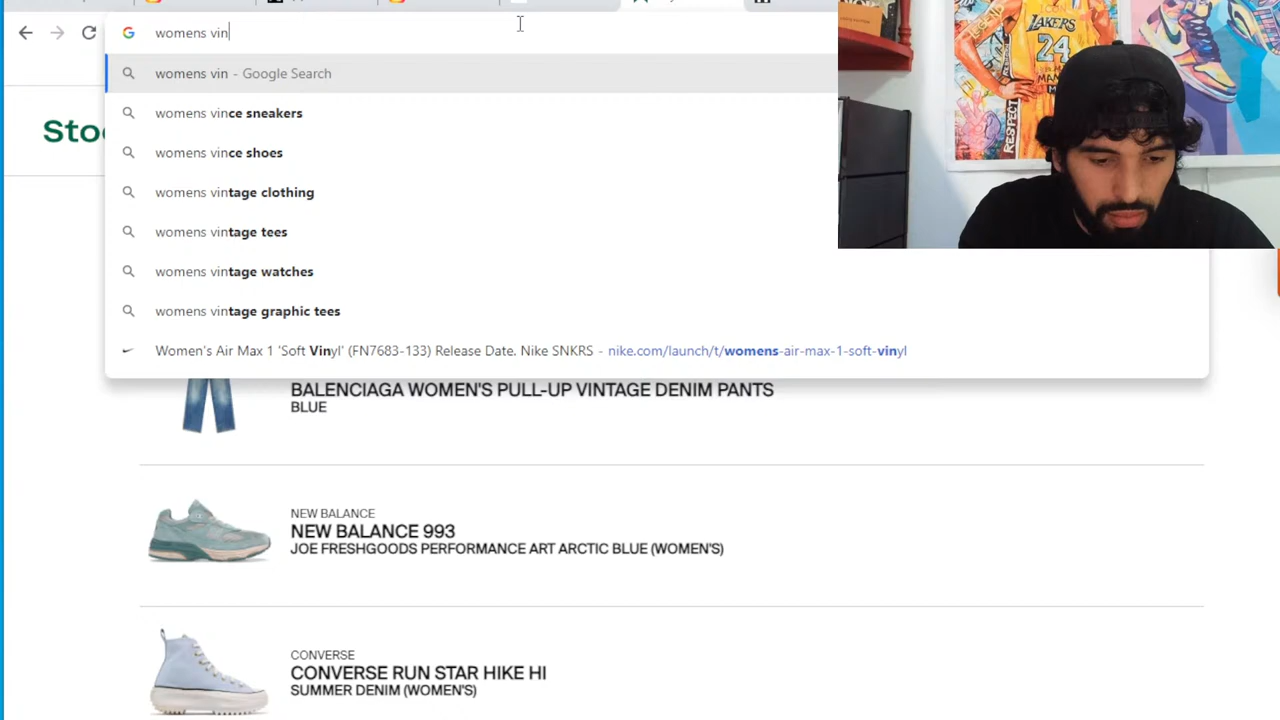 womens vin
womens vin - Google Search
womens vince sneakers
womens vince shoes
womens vintage clothing
womens vintage tees
womens vintage watches
womens vintage graphic tees
Women's Air Max 1 'Soft Vinyl' (FN7683-133) Release Date. Nike SNKRS - nike.com/launch/t/womens-air-max-1-soft-vinyl
Stoc
BALENCIAGA WOMEN'S PULL-UP VINTAGE DENIM PANTS
BLUE
NEW BALANCE
NEW BALANCE 993
JOE FRESHGOODS PERFORMANCE ART ARCTIC BLUE (WOMEN'S)
CONVERSE
CONVERSE RUN STAR HIKE HI
SUMMER DENIM (WOMEN'S)
LAKERS
24
RESPECT